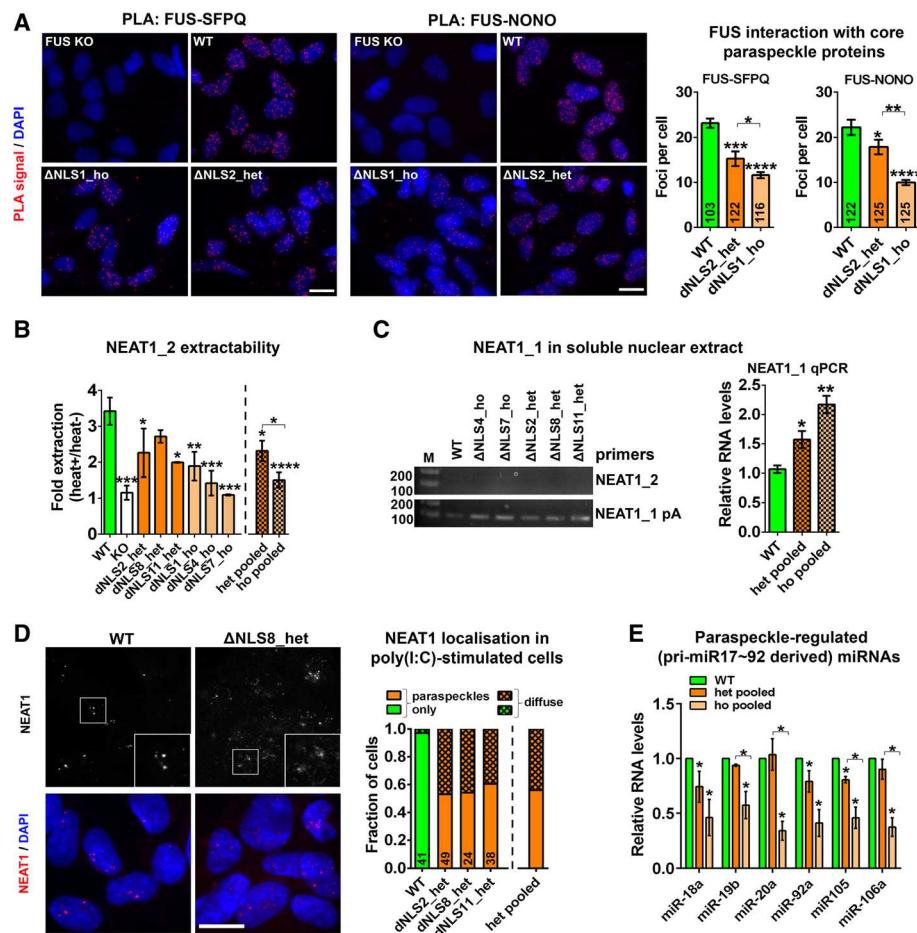 A
PLA: FUS-SFPQ
PLA: FUS-NONO
PLA signal / DAPI
FUS KO
WT
FUS KO
WT
ΔNLS1_ho
ΔNLS2_het
ΔNLS1_ho
ΔNLS2_het
FUS interaction with core
paraspeckle proteins
FUS-SFPQ
Foci per cell
30
20
10
0
***
*
****
103
122
116
WT
dNLS2_het
dNLS1_ho
FUS-NONO
Foci per cell
30
20
10
0
*
**
****
122
125
125
WT
dNLS2_het
dNLS1_ho
B
NEAT1_2 extractability
Fold extraction
(heat+/heat-)
4
3
2
1
0
***
*
*
**
***
***
*
*
****
WT
KO
dNLS2_het
dNLS8_het
dNLS11_het
dNLS1_ho
dNLS4_ho
dNLS7_ho
het pooled
ho pooled
C
NEAT1_1 in soluble nuclear extract
M
WT
ΔNLS4_ho
ΔNLS7_ho
ΔNLS2_het
ΔNLS8_het
ΔNLS11_het
primers
200
100
NEAT1_2
200
100
NEAT1_1 pA
NEAT1_1 qPCR
Relative RNA levels
2.5
2.0
1.5
1.0
0.5
0.0
*
**
WT
het pooled
ho pooled
D
WT
ΔNLS8_het
NEAT1
NEAT1 / DAPI
NEAT1 localisation in
poly(I:C)-stimulated cells
paraspeckles
only
diffuse
Fraction of cells
1.0
0.8
0.6
0.4
0.2
0.0
41
49
24
38
WT
dNLS2_het
dNLS8_het
dNLS11_het
het pooled
E
Paraspeckle-regulated
(pri-miR17~92 derived) miRNAs
WT
het pooled
ho pooled
Relative RNA levels
1.5
1.0
0.5
0.0
*
*
*
*
*
*
*
*
*
*
*
*
*
miR-18a
miR-19b
miR-20a
miR-92a
miR105
miR-106a